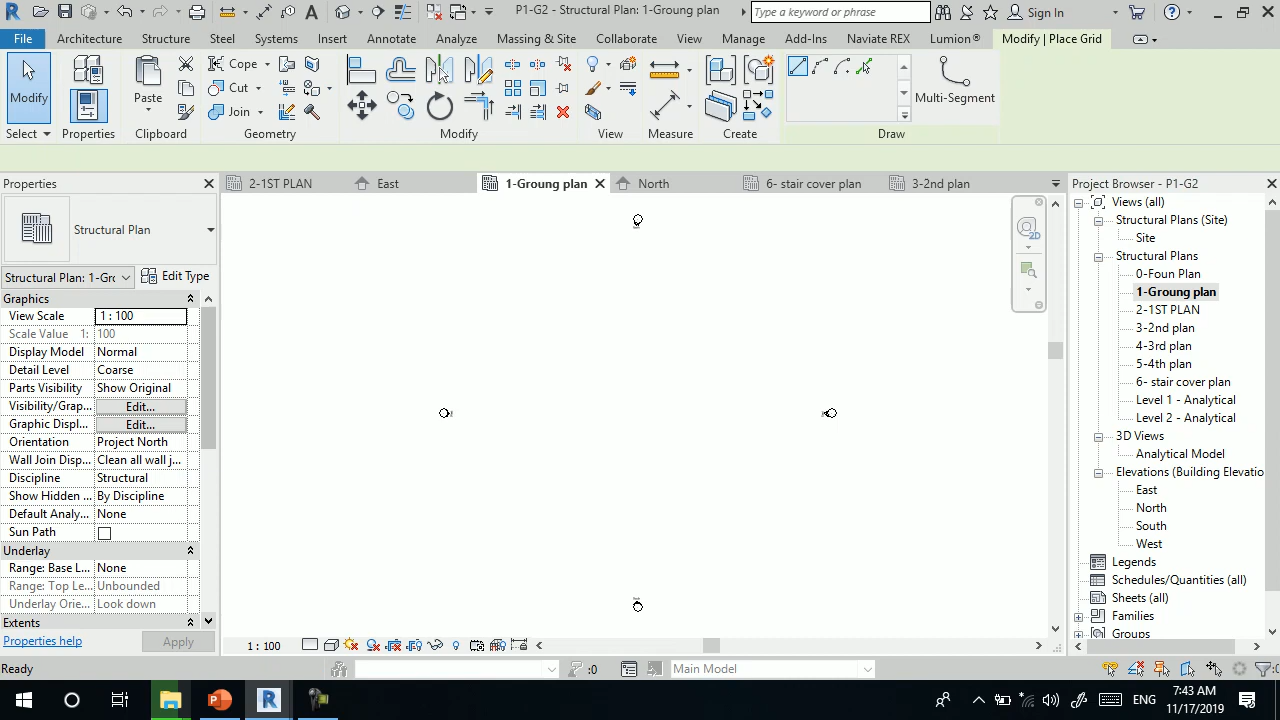 P1-G2 - Structural Plan: 1-Groung plan
Type a keyword or phrase
Sign In
File Architecture Structure Steel Systems Insert Annotate Analyze Massing & Site Collaborate View Manage Add-Ins Naviate REX Lumion® Modify | Place Grid
Modify
Paste
Cope
Cut
Join
Multi-Segment
Select Properties Clipboard Geometry Modify View Measure Create Draw
Properties
2-1ST PLAN East 1-Groung plan North 6- stair cover plan 3-2nd plan
Project Browser - P1-G2
Structural Plan
Structural Plan: 1-Gr
Edit Type
Graphics
View Scale 1 : 100
Scale Value 1: 100
Display Model Normal
Detail Level Coarse
Parts Visibility Show Original
Visibility/Grap... Edit...
Graphic Displ... Edit...
Orientation Project North
Wall Join Disp... Clean all wall j...
Discipline Structural
Show Hidden ... By Discipline
Default Analy... None
Sun Path
Underlay
Range: Base L... None
Range: Top Le... Unbounded
Underlay Orie... Look down
Extents
Properties help
Apply
2D
Views (all)
Structural Plans (Site)
Site
Structural Plans
0-Foun Plan
1-Groung plan
2-1ST PLAN
3-2nd plan
4-3rd plan
5-4th plan
6- stair cover plan
Level 1 - Analytical
Level 2 - Analytical
3D Views
Analytical Model
Elevations (Building Elevatio
East
North
South
West
Legends
Schedules/Quantities (all)
Sheets (all)
Families
Groups
1 : 100
Ready
:0
Main Model
:0
ENG
7:43 AM
11/17/2019